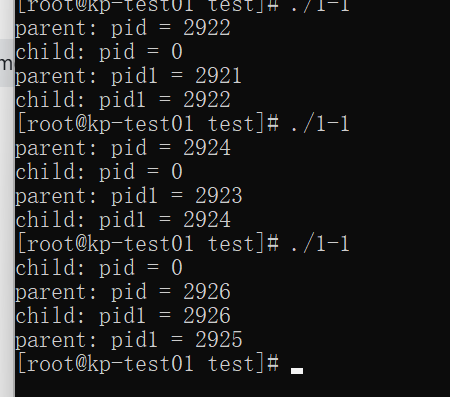 [root@kp-test01 test]# ./1-1
parent: pid = 2922
child: pid = 0
parent: pid1 = 2921
child: pid1 = 2922
[root@kp-test01 test]# ./1-1
parent: pid = 2924
child: pid = 0
parent: pid1 = 2923
child: pid1 = 2924
[root@kp-test01 test]# ./1-1
child: pid = 0
parent: pid = 2926
child: pid1 = 2926
parent: pid1 = 2925
[root@kp-test01 test]#